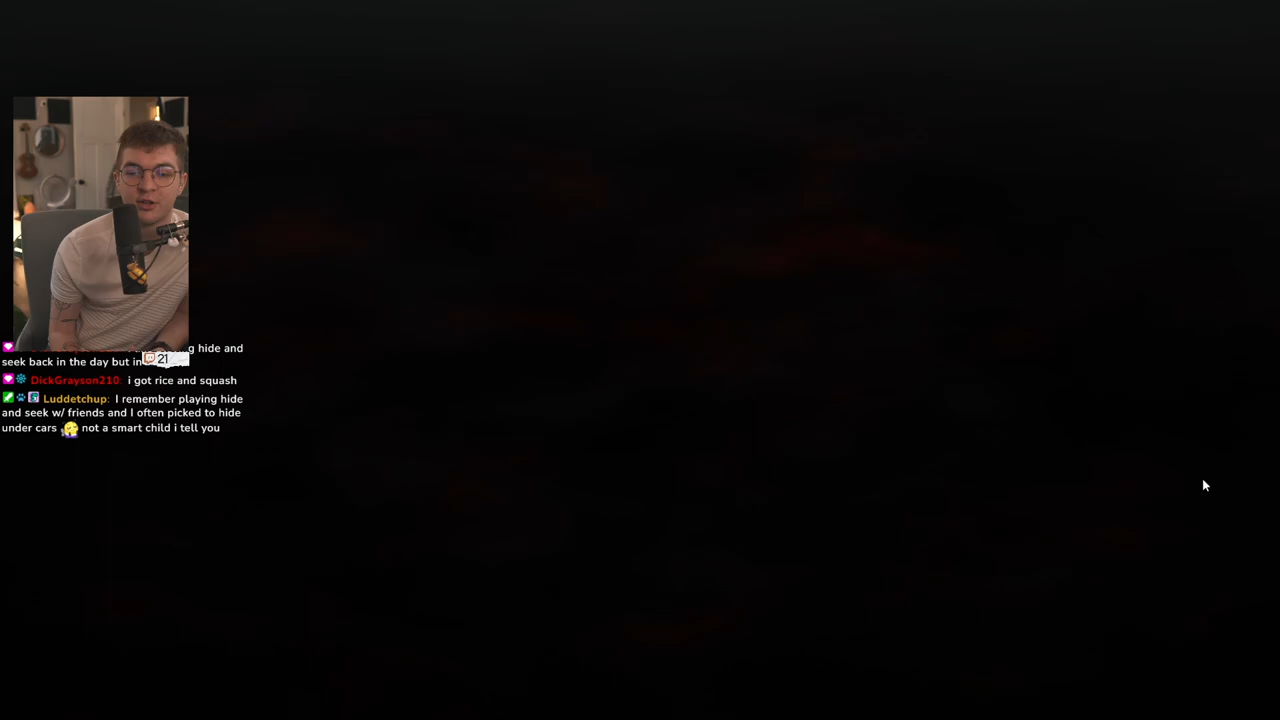 g hide and
seek back in the day but in
21
DickGrayson210: i got rice and squash
Luddetchup: I remember playing hide
and seek w/ friends and I often picked to hide
under cars not a smart child i tell you